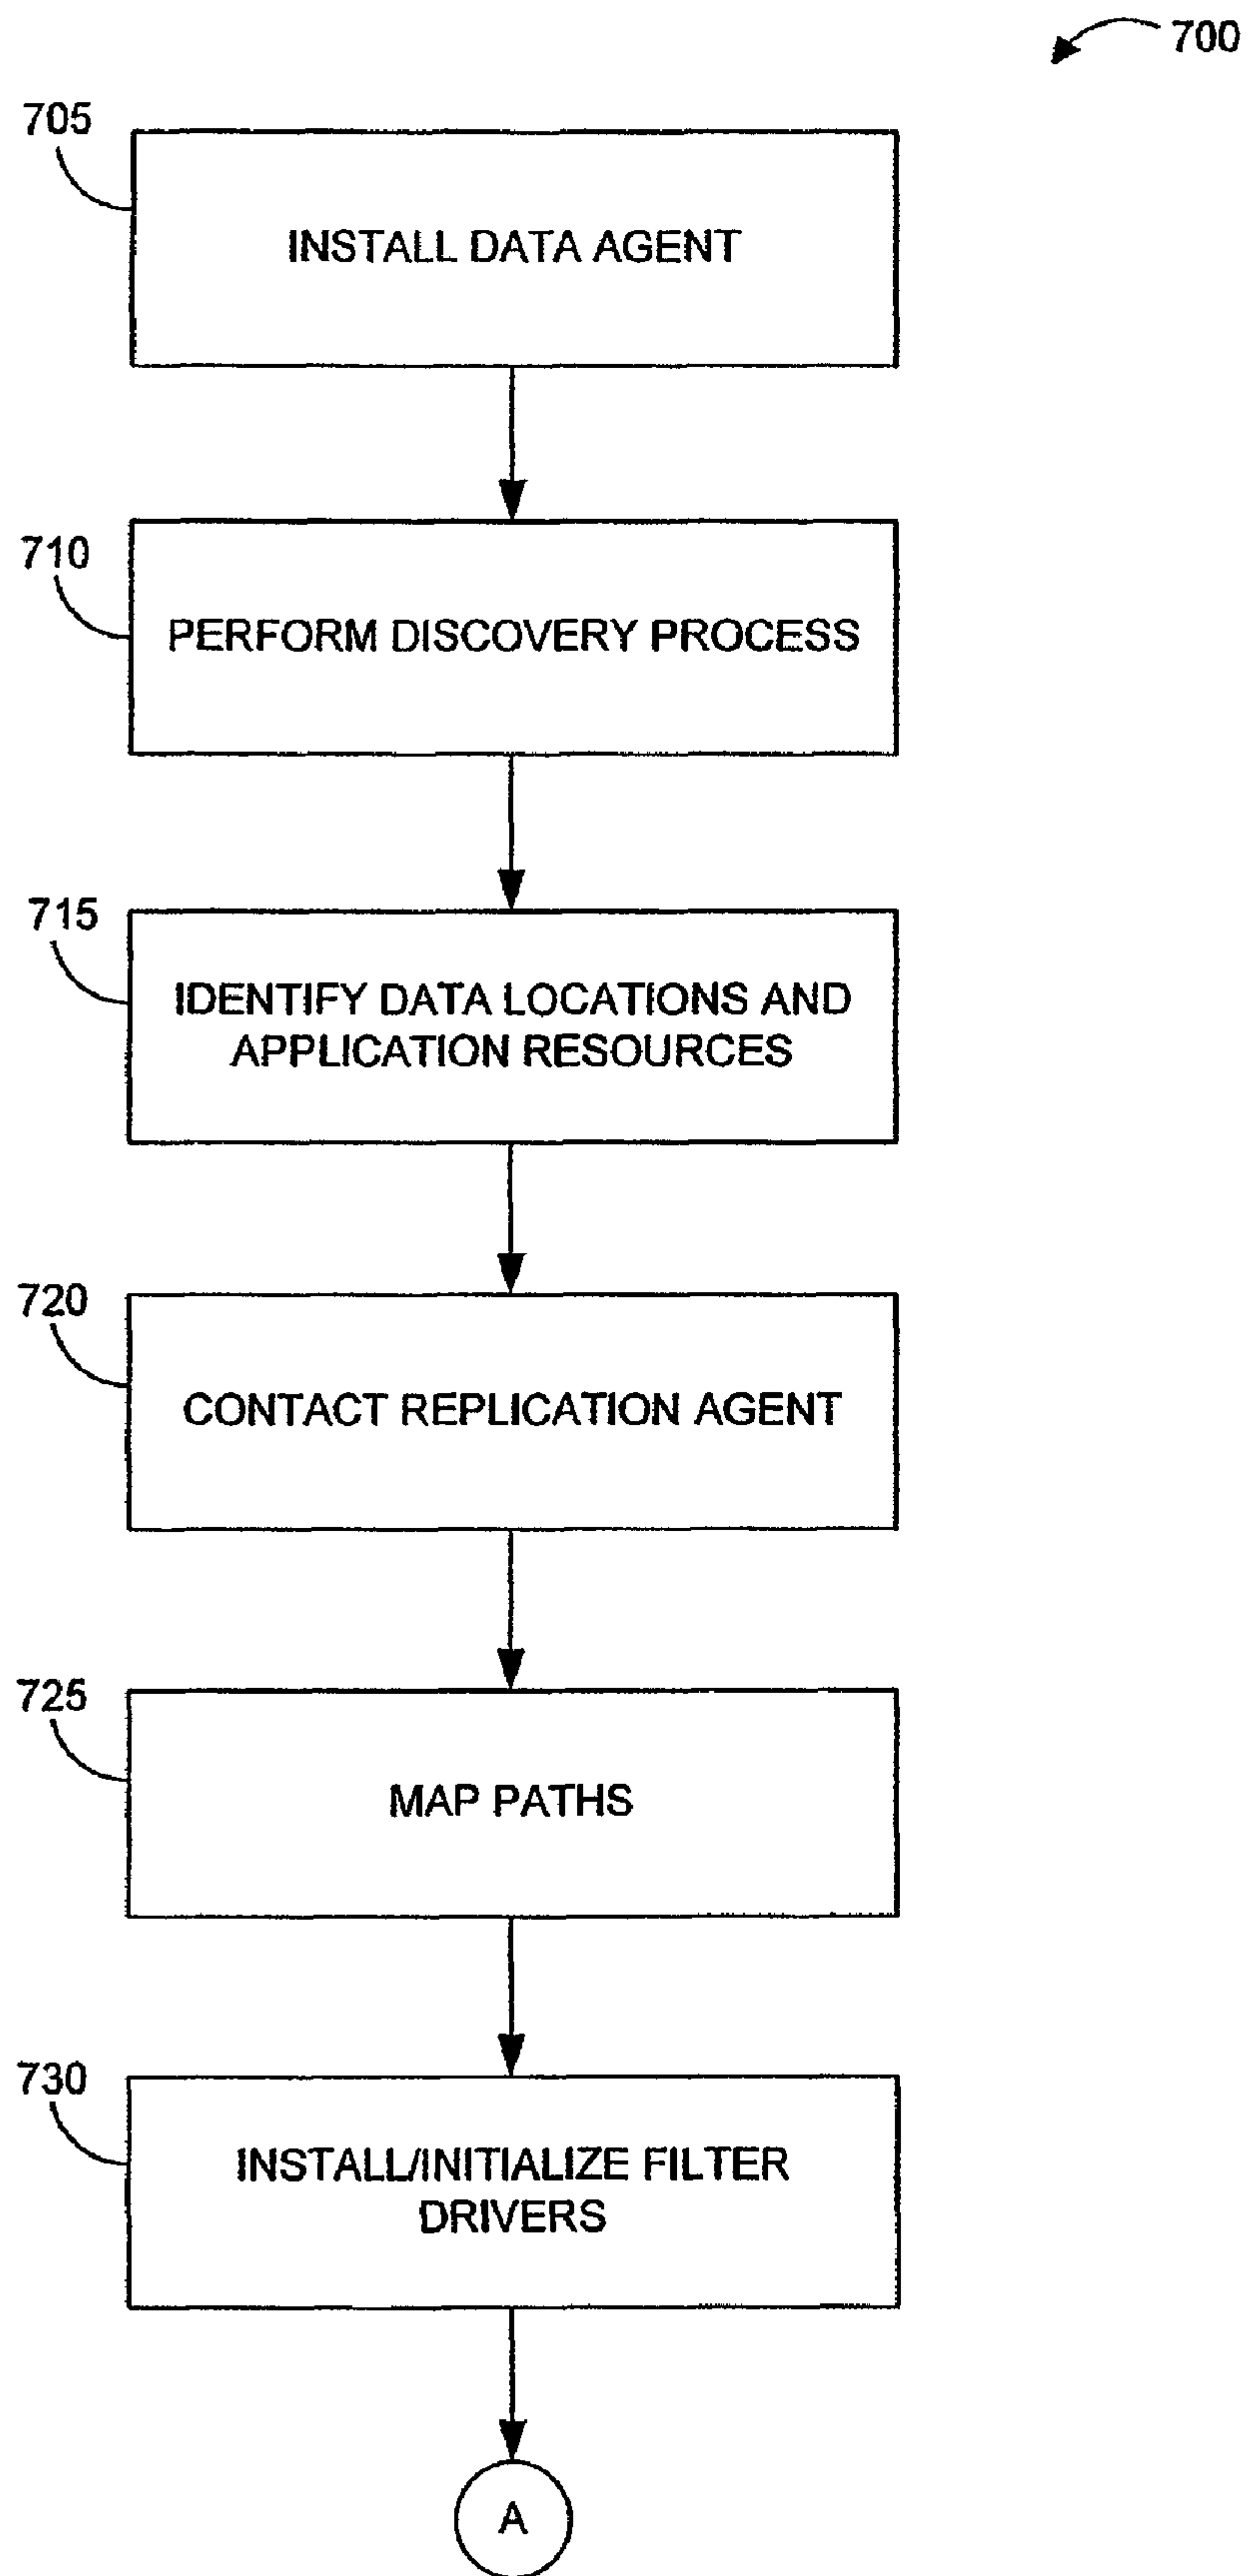 700
705
INSTALL DATA AGENT
710
PERFORM DISCOVERY PROCESS
715
IDENTIFY DATA LOCATIONS AND
APPLICATION RESOURCES
720
CONTACT REPLICATION AGENT
725
MAP PATHS
730
INSTALL/INITIALIZE FILTER
DRIVERS
A